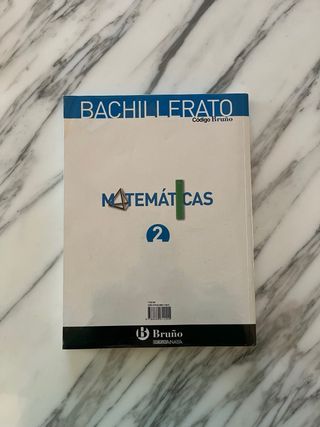 BACHILLERATO
Código Bruño
MATEMÁTICAS
2
B Bruño